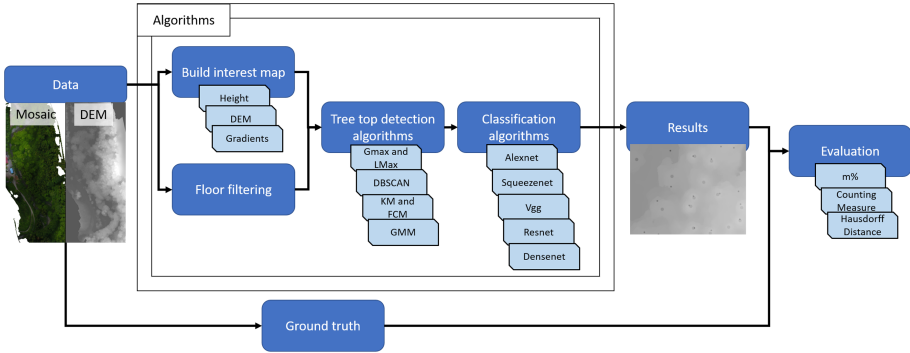 Algorithms
Data
Mosaic
DEM
Build interest map
Height
DEM
Gradients
Floor filtering
Tree top detection
algorithms
Gmax and
LMax
DBSCAN
KM and
FCM
GMM
Classification
algorithms
Alexnet
Squeezenet
Vgg
Resnet
Densenet
Results
Evaluation
m%
Counting
Measure
Hausdorff
Distance
Ground truth